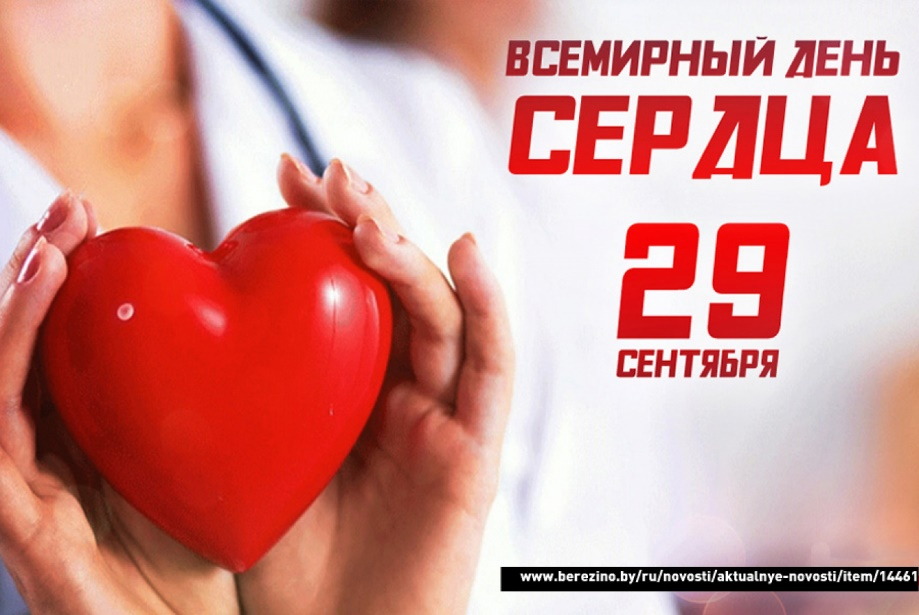 ВСЕМИРНЫЙ ДЕНЬ
СЕРДЦА
29
СЕНТЯБРЯ
www.berezino.by/ru/novosti/aktualnye-novosti/item/14461